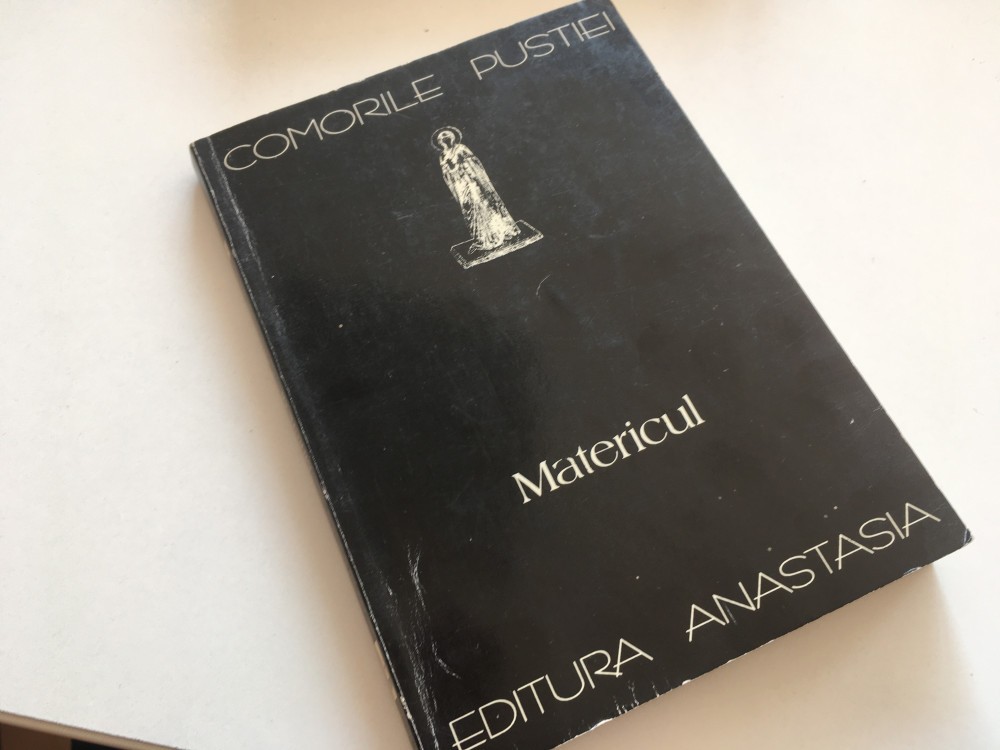 COMORILE PUSTIEI
Matericul
EDITURA ANASTASIA